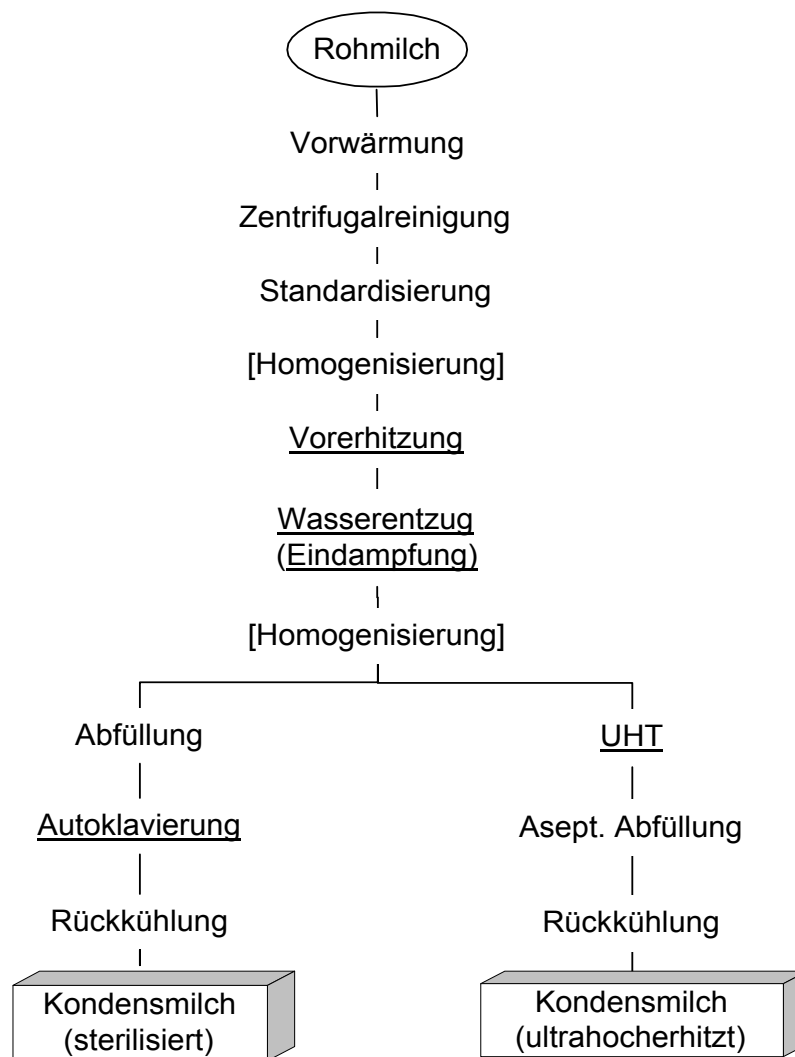 Rohmilch
Vorwärmung
Zentrifugalreinigung
Standardisierung
[Homogenisierung]
Vorerhitzung
Wasserentzug
(Eindampfung)
[Homogenisierung]
Abfüllung
Autoklavierung
Rückkühlung
Kondensmilch
(sterilisiert)
UHT
Asept. Abfüllung
Rückkühlung
Kondensmilch
(ultrahocherhitzt)